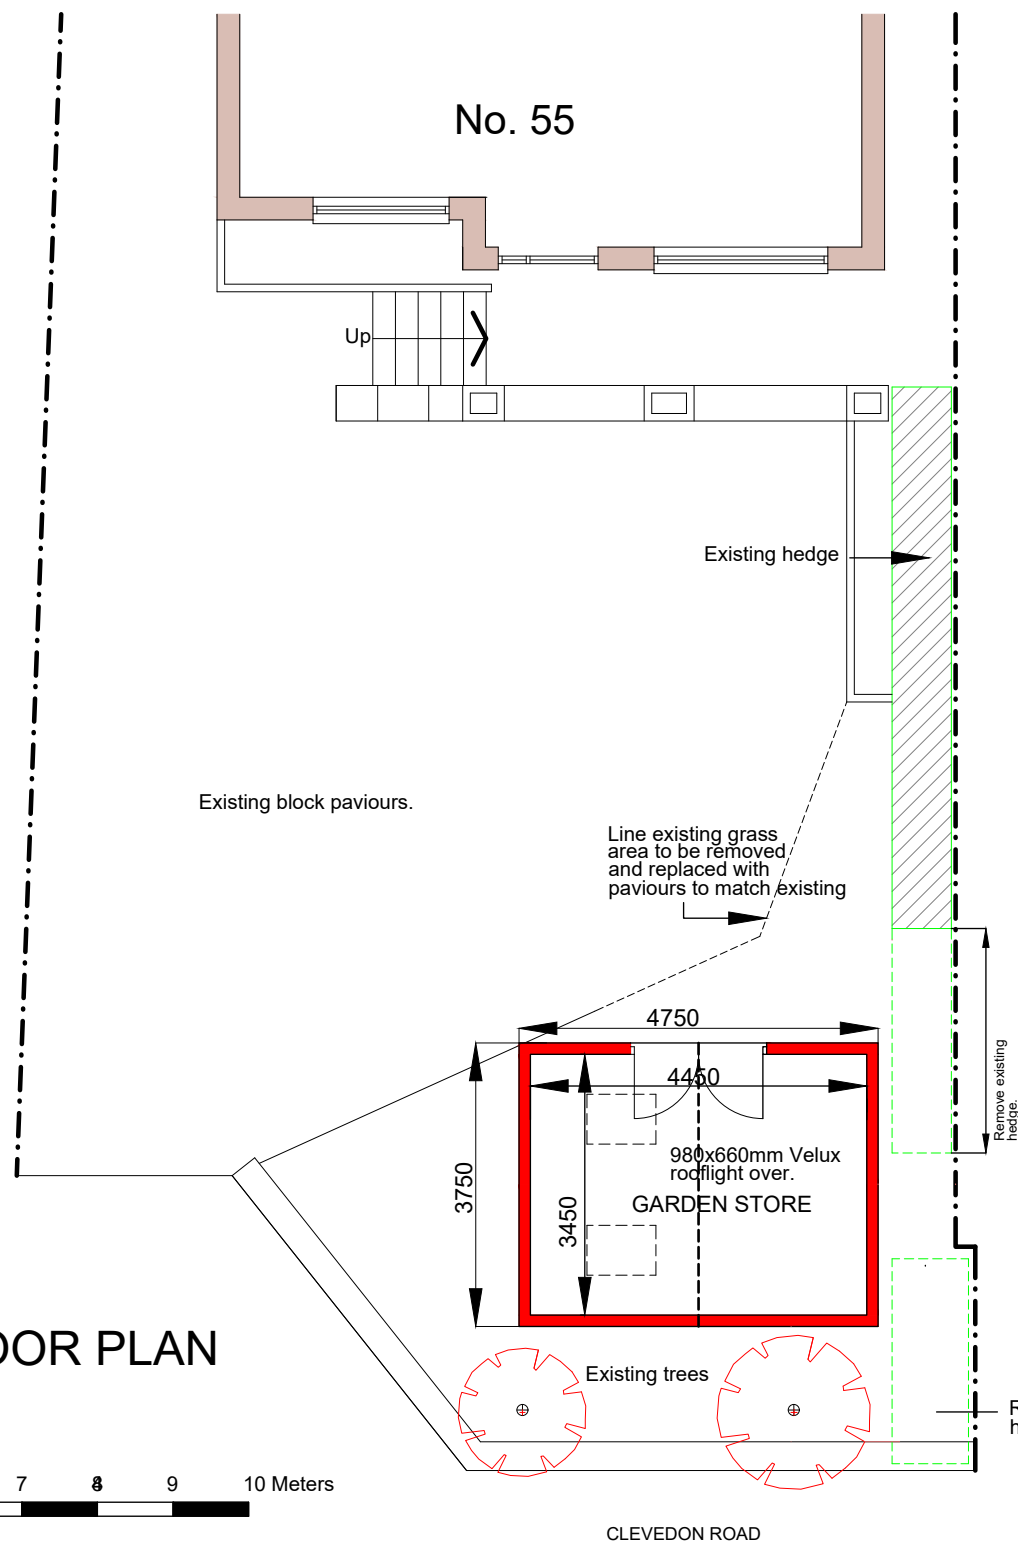 No. 55
Up
Existing hedge
Existing block paviours.
Line existing grass
area to be removed
and replaced with
paviours to match existing
4750
4450
3750
3450
980x660mm Velux
rooflight over.
GARDEN STORE
Remove existing
hedge.
OOR PLAN
Existing trees
7 8 9 10 Meters
CLEVEDON ROAD